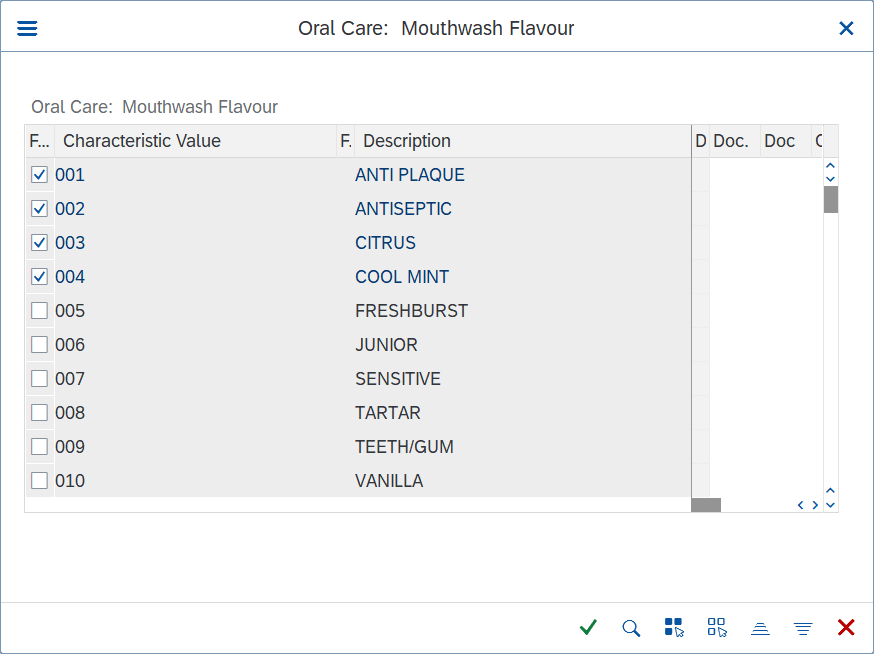 Oral Care:  Mouthwash Flavour
Oral Care:  Mouthwash Flavour
F... Characteristic Value F. Description D Doc. Doc
001 ANTI PLAQUE
002 ANTISEPTIC
003 CITRUS
004 COOL MINT
005 FRESHBURST
006 JUNIOR
007 SENSITIVE
008 TARTAR
009 TEETH/GUM
010 VANILLA